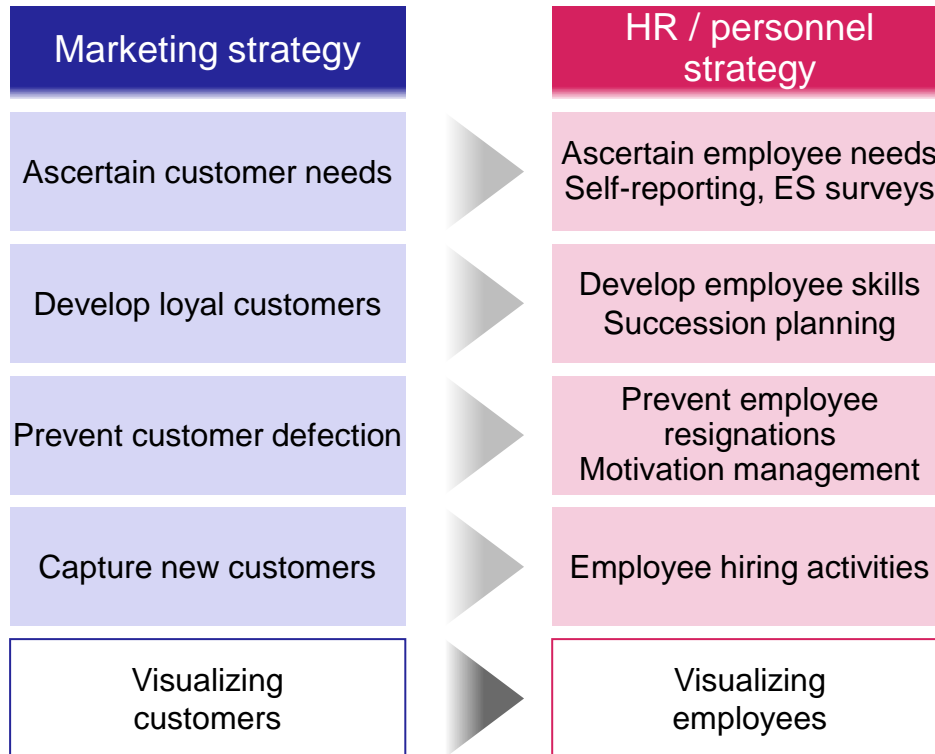 Marketing strategy
HR / personnel
strategy
Ascertain customer needs
Ascertain employee needs
Self-reporting, ES surveys
Develop loyal customers
Develop employee skills
Succession planning
Prevent customer defection
Prevent employee
resignations
Motivation management
Capture new customers
Employee hiring activities
Visualizing
customers
Visualizing
employees